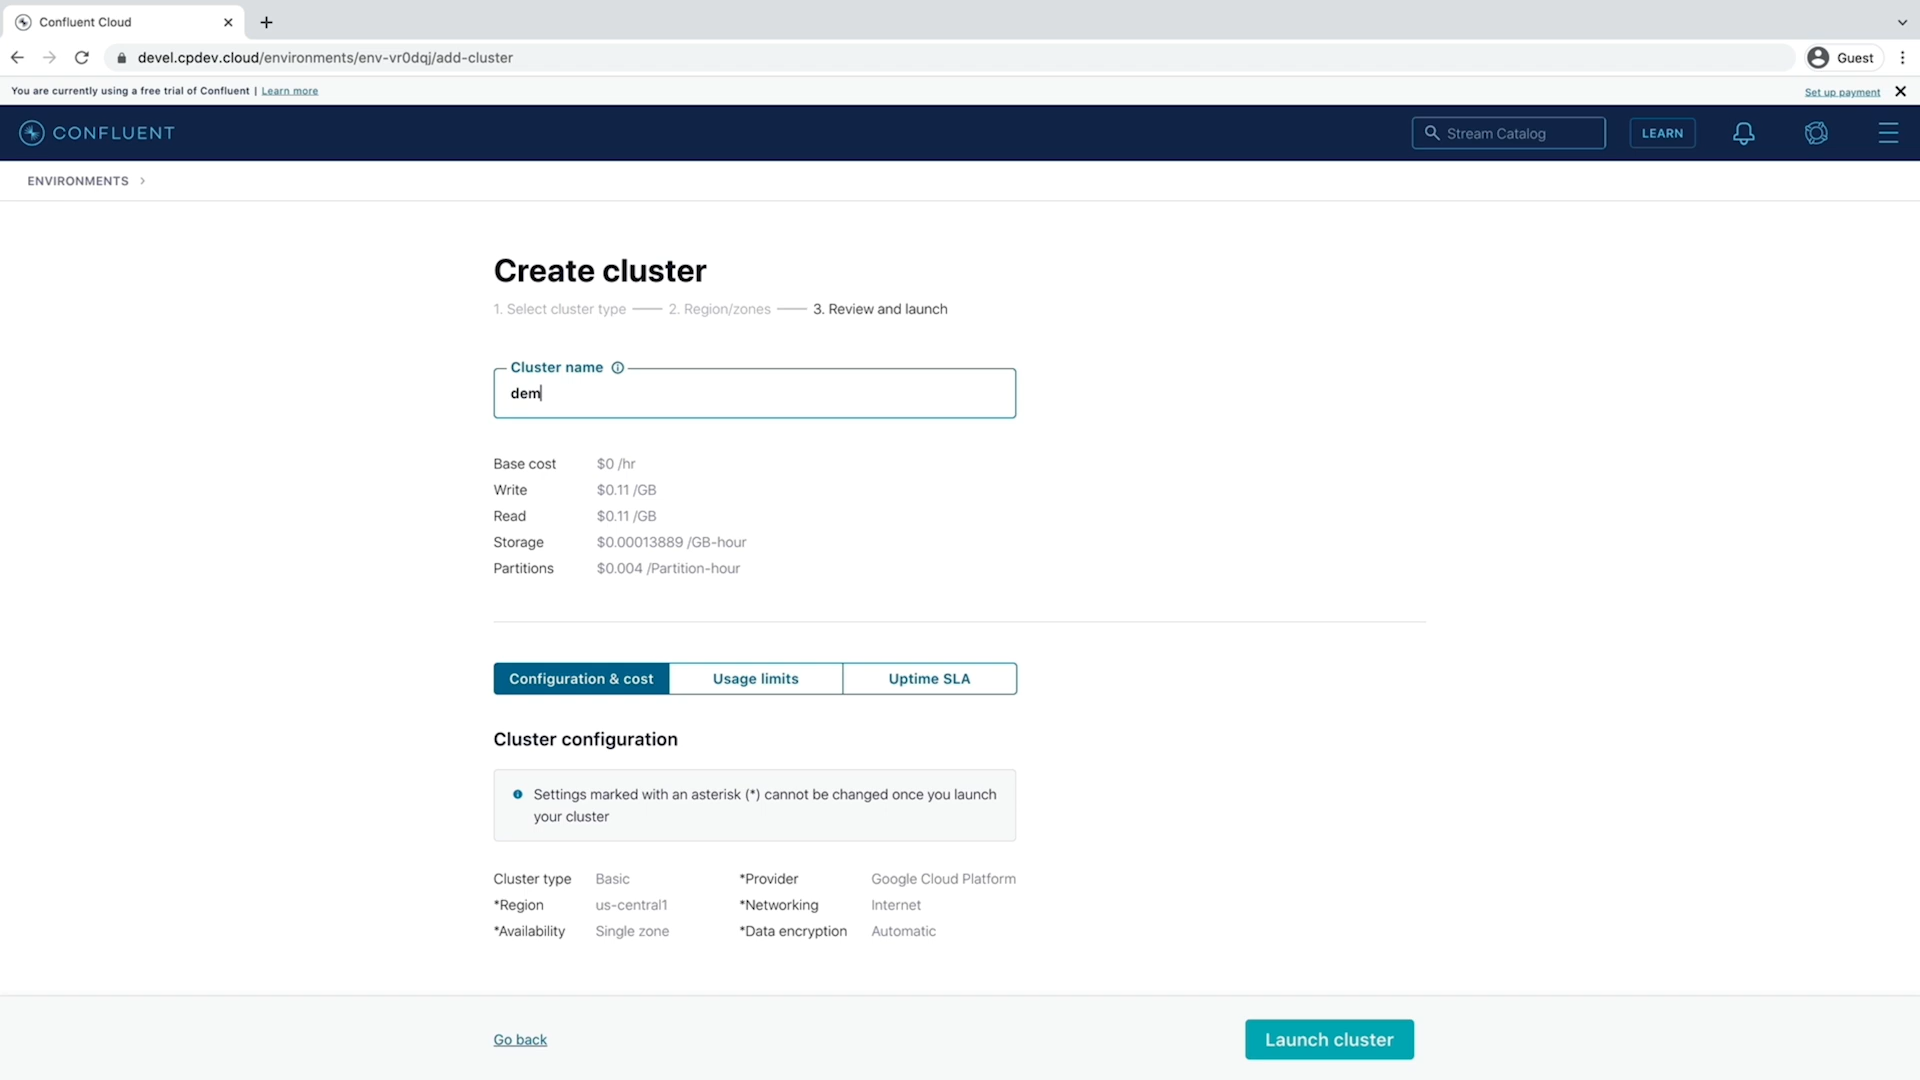 Confluent Cloud
devel.cpdev.cloud/environments/env-vr0dqj/add-cluster
Guest
You are currently using a free trial of Confluent | Learn more
Set up payment
CONFLUENT
Stream Catalog
LEARN
ENVIRONMENTS
Create cluster
1. Select cluster type
2. Region/zones
3. Review and launch
Cluster name
dem
Base cost $0 /hr
Write $0.11 /GB
Read $0.11 /GB
Storage $0.00013889 /GB-hour
Partitions $0.004 /Partition-hour
Configuration & cost
Usage limits
Uptime SLA
Cluster configuration
Settings marked with an asterisk (*) cannot be changed once you launch
your cluster
Cluster type Basic *Provider Google Cloud Platform
*Region us-central1 *Networking Internet
*Availability Single zone *Data encryption Automatic
Go back
Launch cluster